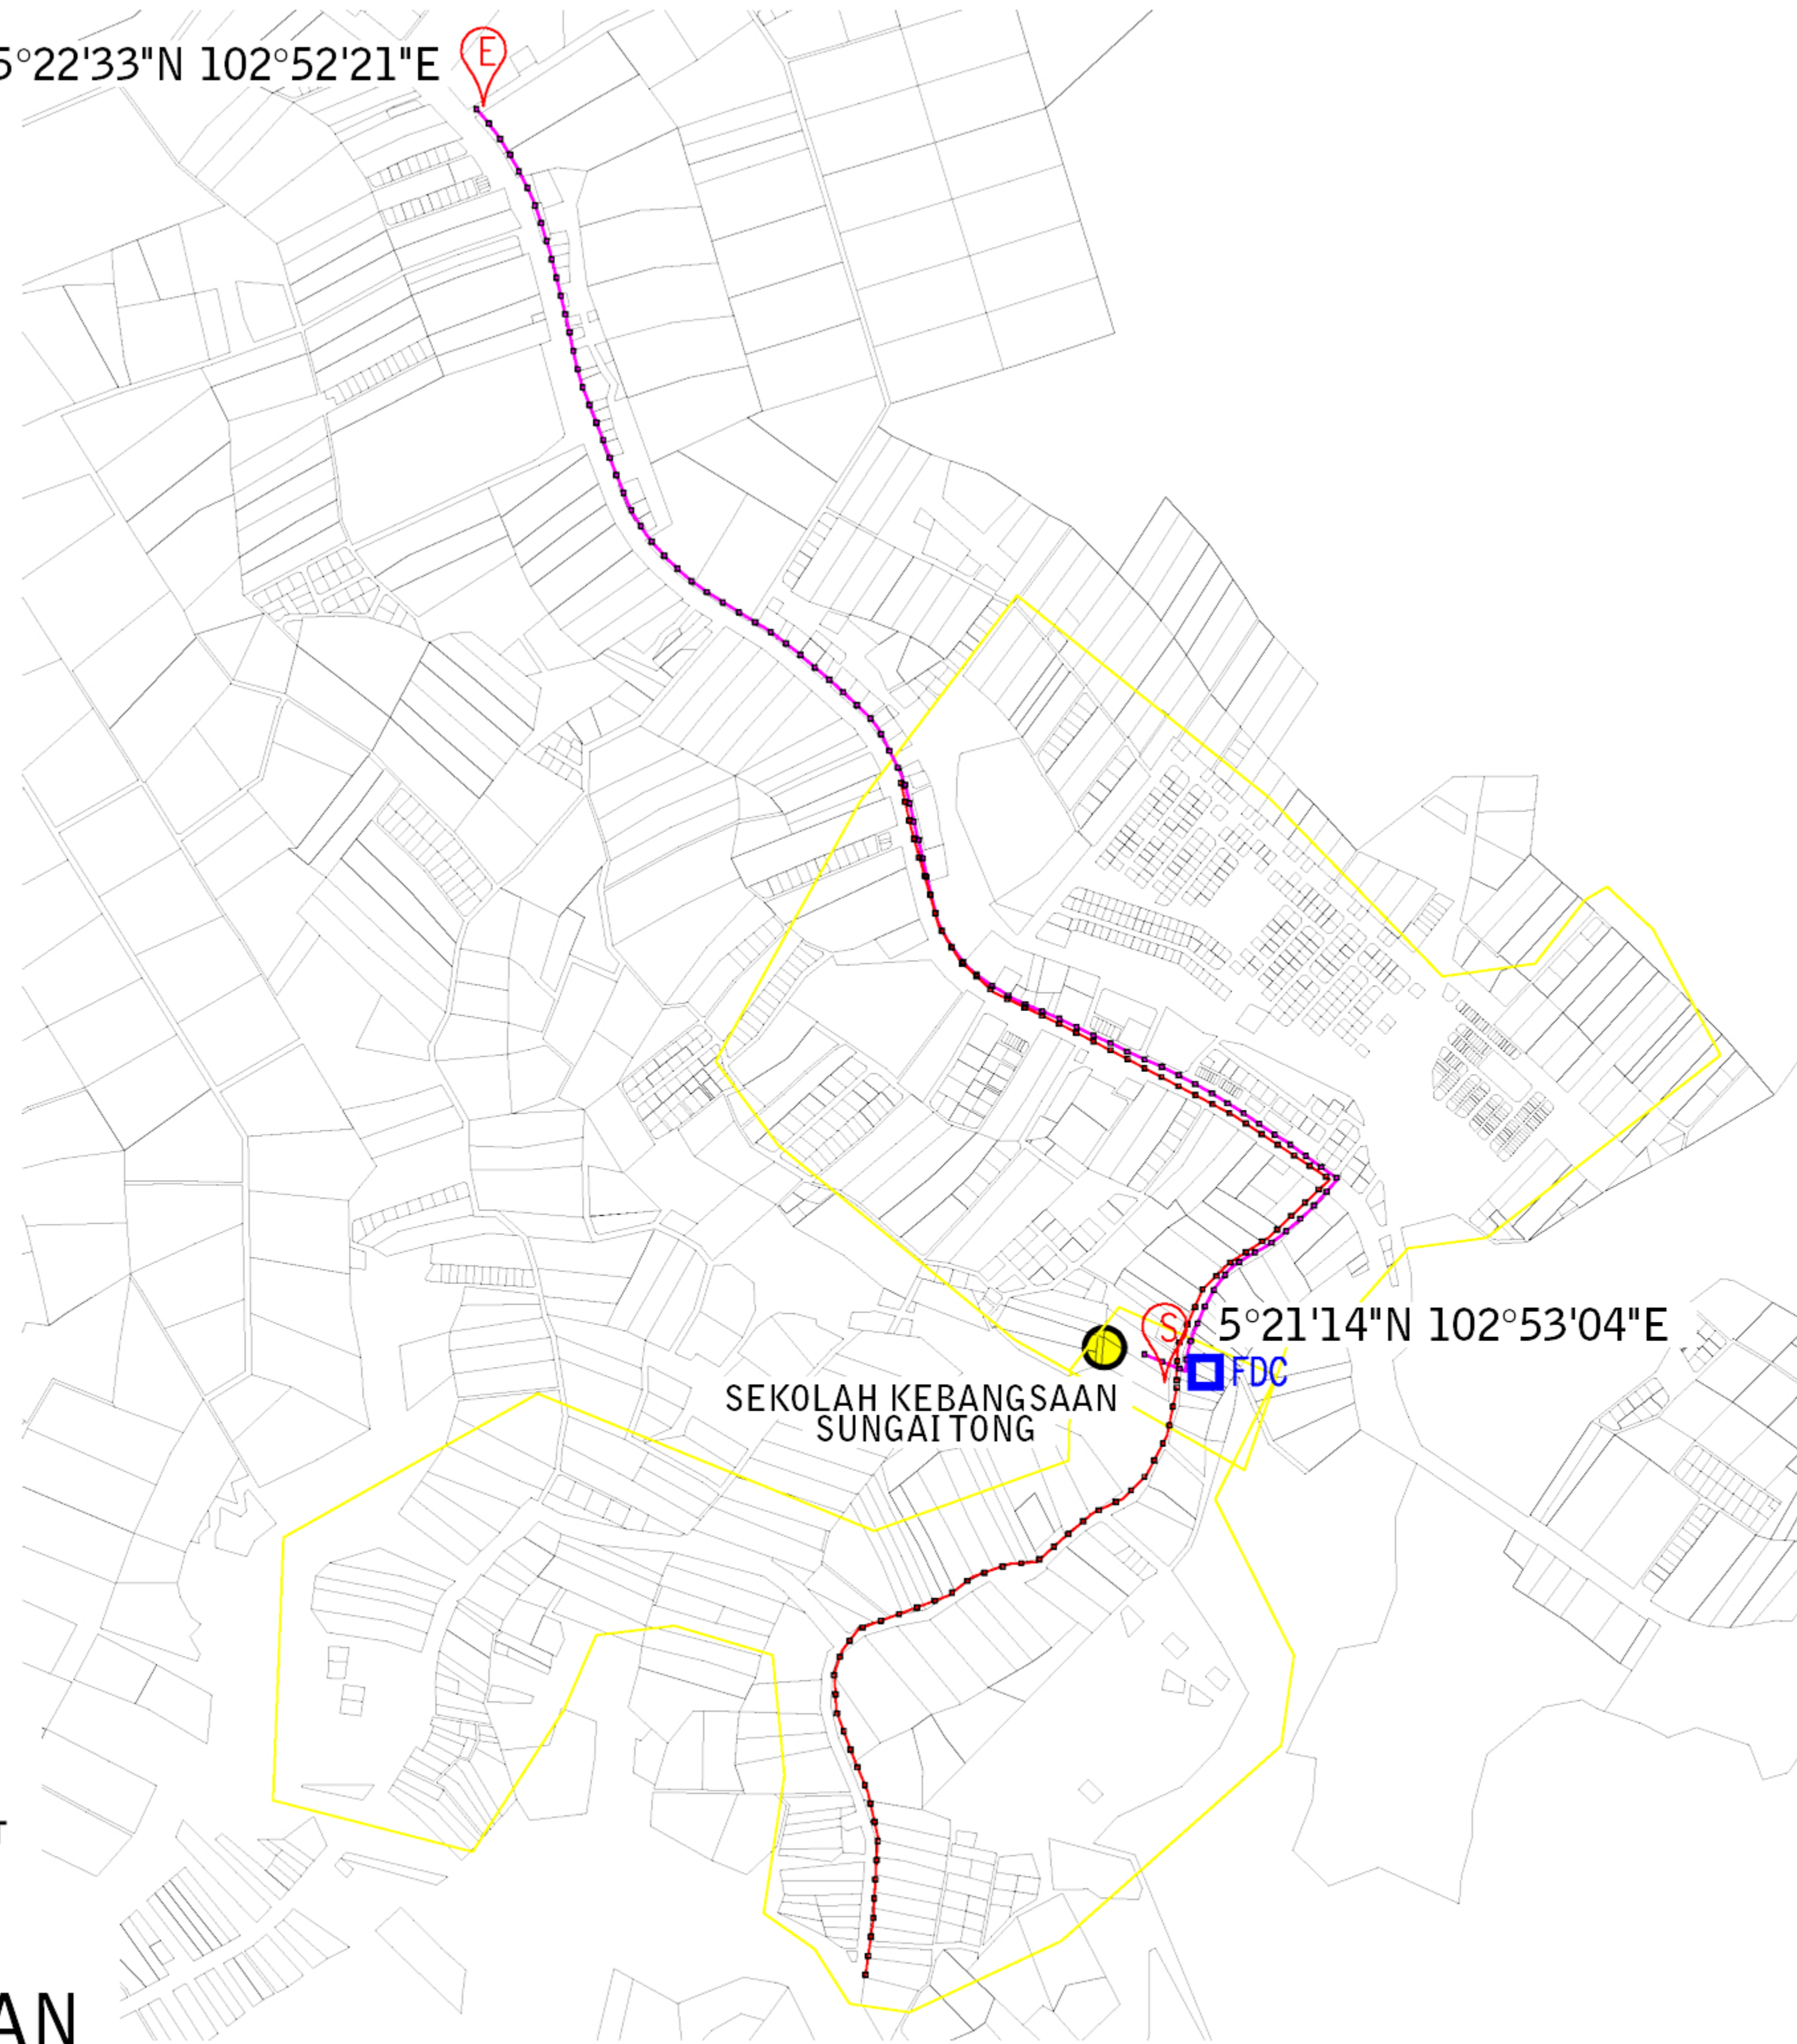 5°22'33"N 102°52'21"E
E
S
5°21'14"N 102°53'04"E
FDC
SEKOLAH KEBANGSAAN
SUNGAI TONG
AN